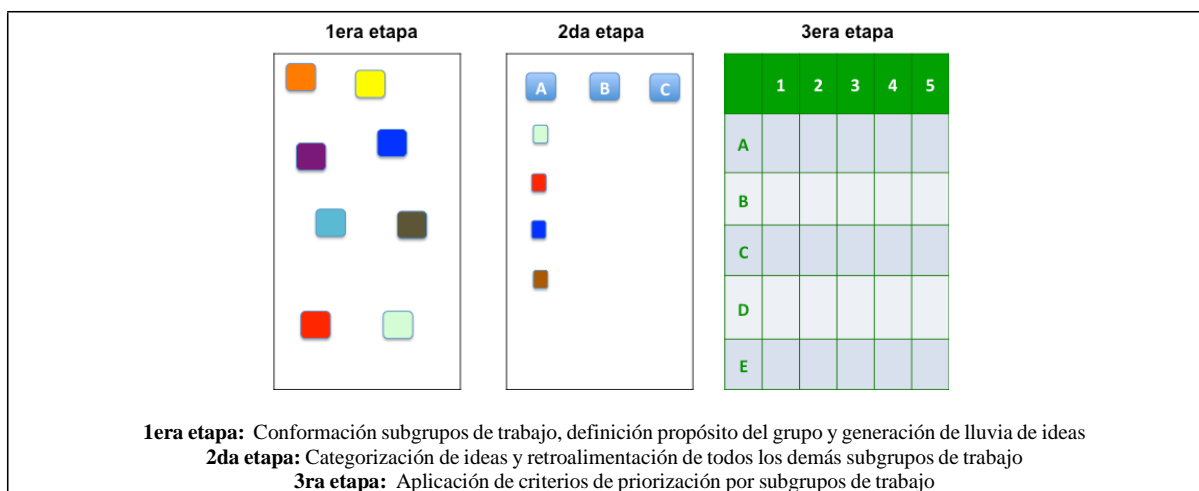 1era etapa
2da etapa
3era etapa
A B C
1 2 3 4 5
A
B
C
D
E
1era etapa: Conformación subgrupos de trabajo, definición propósito del grupo y generación de lluvia de ideas
2da etapa: Categorización de ideas y retroalimentación de todos los demás subgrupos de trabajo
3ra etapa: Aplicación de criterios de priorización por subgrupos de trabajo